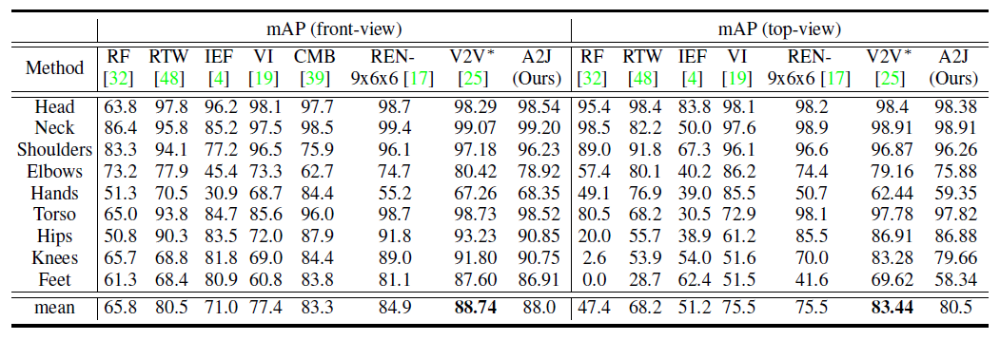 mAP (front-view) mAP (top-view)
Method RF [32] RTW [48] IEF [4] VI [19] CMB [39] REN-9x6x6 [17] V2V* [25] A2J (Ours) RF [32] RTW [48] IEF [4] VI [19] REN-9x6x6 [17] V2V* [25] A2J (Ours)
Head 63.8 97.8 96.2 98.1 97.7 98.7 98.29 98.54 95.4 98.4 83.8 98.1 98.2 98.4 98.38
Neck 86.4 95.8 85.2 97.5 98.5 99.4 99.07 99.20 98.5 82.2 50.0 97.6 98.9 98.91 98.91
Shoulders 83.3 94.1 77.2 96.5 75.9 96.1 97.18 96.23 89.0 91.8 67.3 96.1 96.6 96.87 96.26
Elbows 73.2 77.9 45.4 73.3 62.7 74.7 80.42 78.92 57.4 80.1 40.2 86.2 74.4 79.16 75.88
Hands 51.3 70.5 30.9 68.7 84.4 55.2 67.26 68.35 49.1 76.9 39.0 85.5 50.7 62.44 59.35
Torso 65.0 93.8 84.7 85.6 96.0 98.7 98.73 98.52 80.5 68.2 30.5 72.9 98.1 97.78 97.82
Hips 50.8 90.3 83.5 72.0 87.9 91.8 93.23 90.85 20.0 55.7 38.9 61.2 85.5 86.91 86.88
Knees 65.7 68.8 81.8 69.0 84.4 89.0 91.80 90.75 2.6 53.9 54.0 51.6 70.0 83.28 79.66
Feet 61.3 68.4 80.9 60.8 83.8 81.1 87.60 86.91 0.0 28.7 62.4 51.5 41.6 69.62 58.34
mean 65.8 80.5 71.0 77.4 83.3 84.9 88.74 88.0 47.4 68.2 51.2 75.5 75.5 83.44 80.5